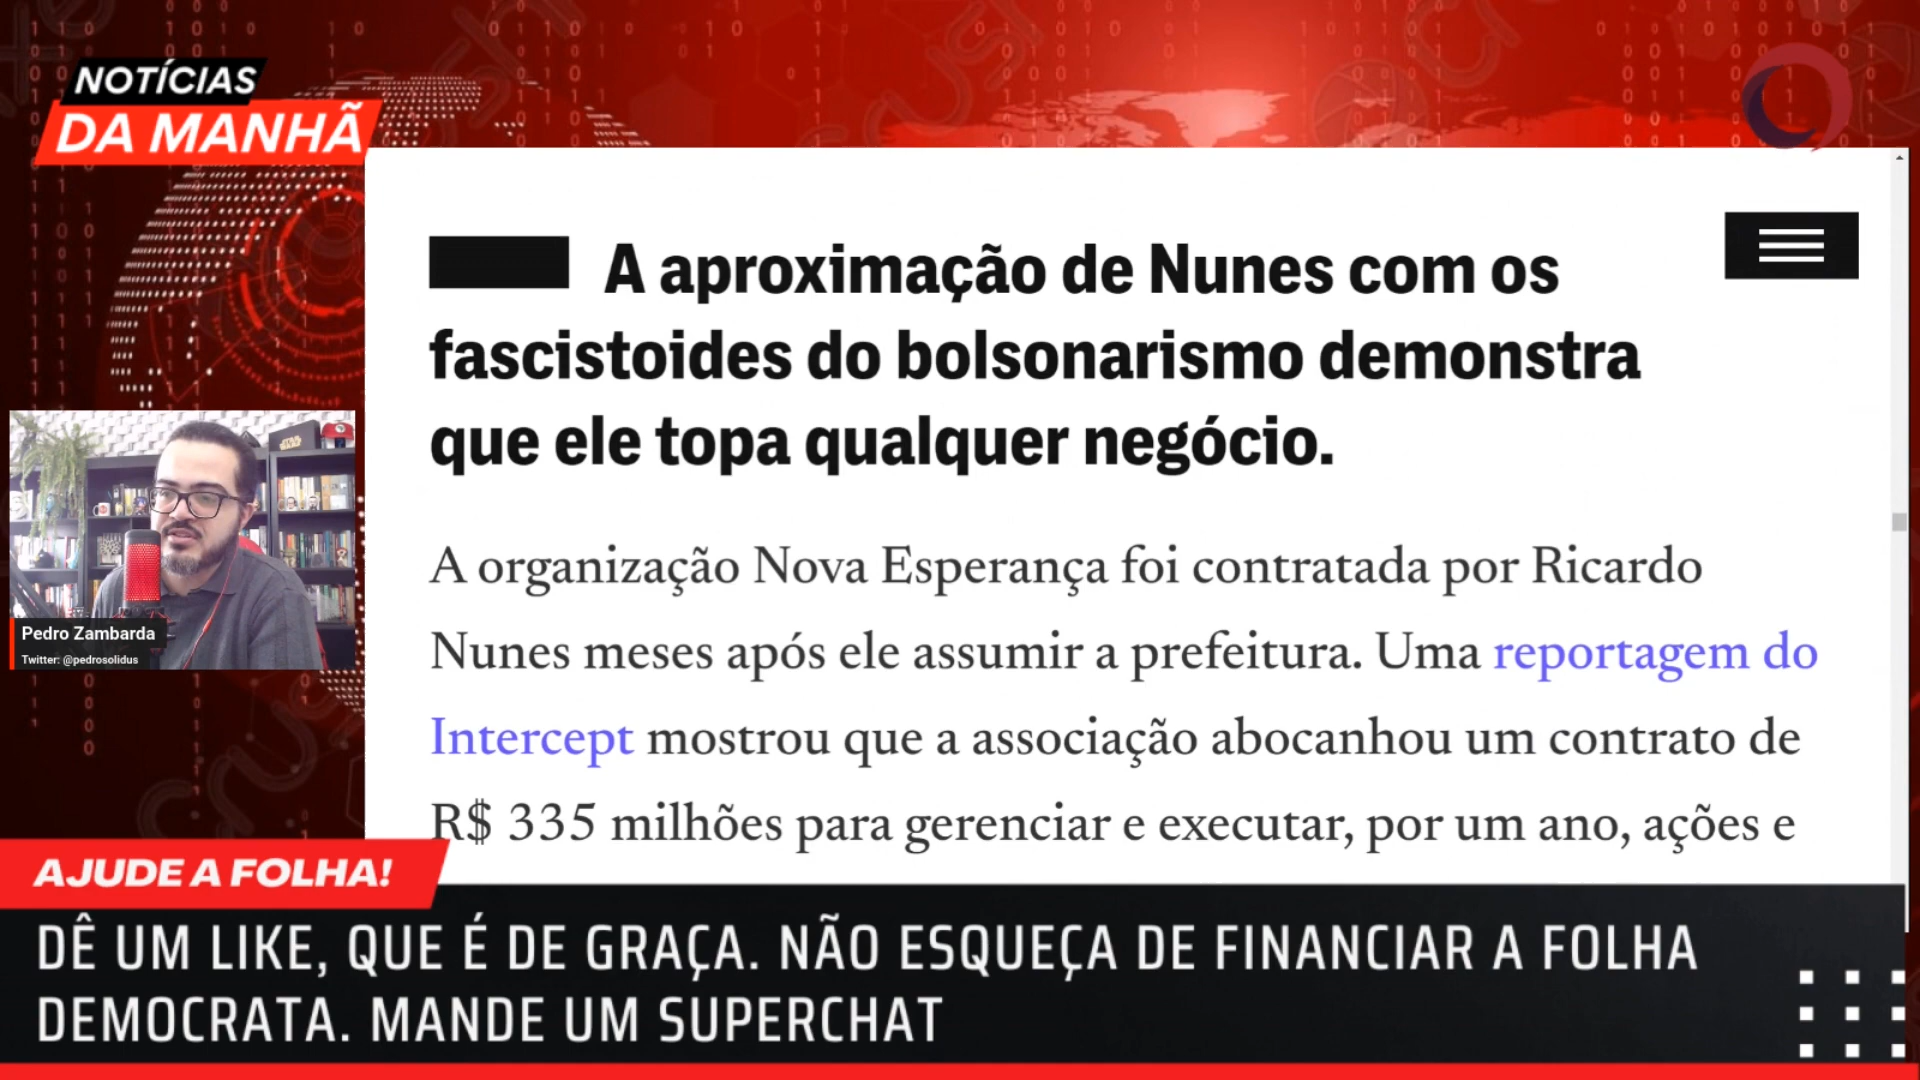 NOTÍCIAS
DA MANHÃ
A aproximação de Nunes com os
fascistoides do bolsonarismo demonstra
que ele topa qualquer negócio.
A organização Nova Esperança foi contratada por Ricardo
Nunes meses após ele assumir a prefeitura. Uma reportagem do
Intercept mostrou que a associação abocanhou um contrato de
R$ 335 milhões para gerenciar e executar, por um ano, ações e
Pedro Zambarda
Twitter: @pedrosolidus
AJUDE A FOLHA!
DÊ UM LIKE, QUE É DE GRAÇA. NÃO ESQUEÇA DE FINANCIAR A FOLHA
DEMOCRATA. MANDE UM SUPERCHAT